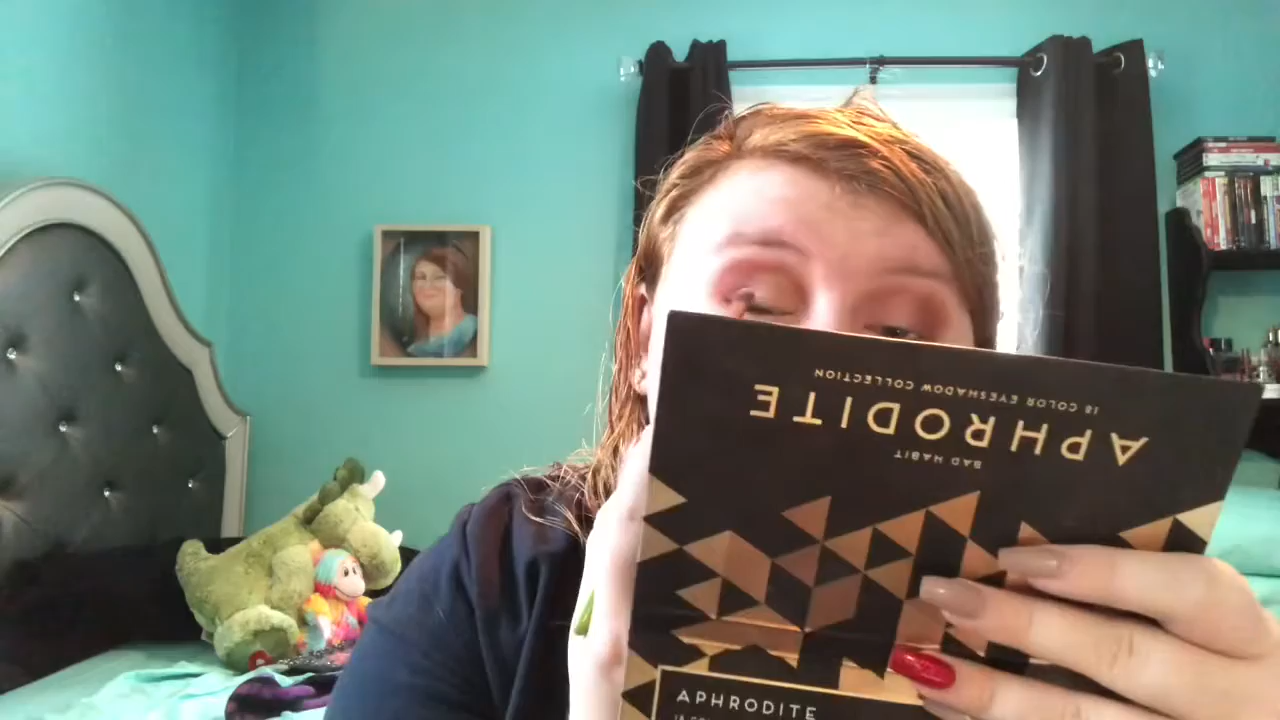 18 COLOR EYESHADOW COLLECTION
APHRODITE
BAD HABIT
APHRODITE